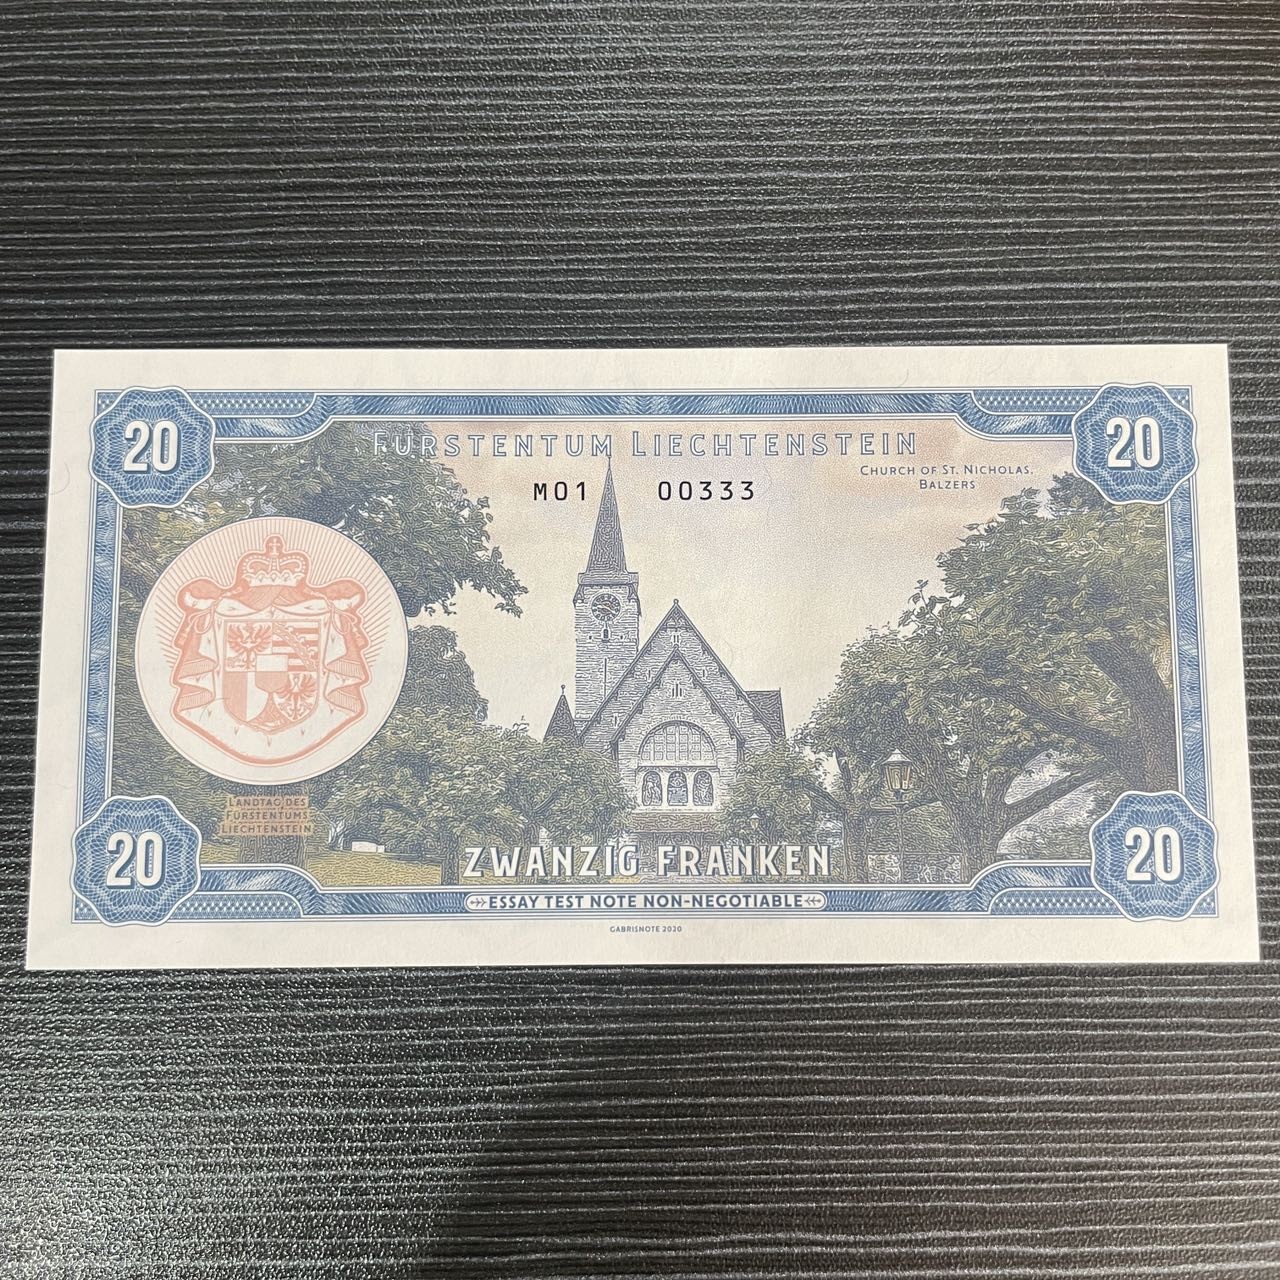 20
20
FÜRSTENTUM LIECHTENSTEIN
CHURCH OF ST. NICHOLAS,
BALZERS
M01 00333
LANDTAG DES
FÜRSTENTUMS
LIECHTENSTEIN
20
20
ZWANZIG FRANKEN
ESSAY TEST NOTE NON-NEGOTIABLE
GABRISNOTE 2020